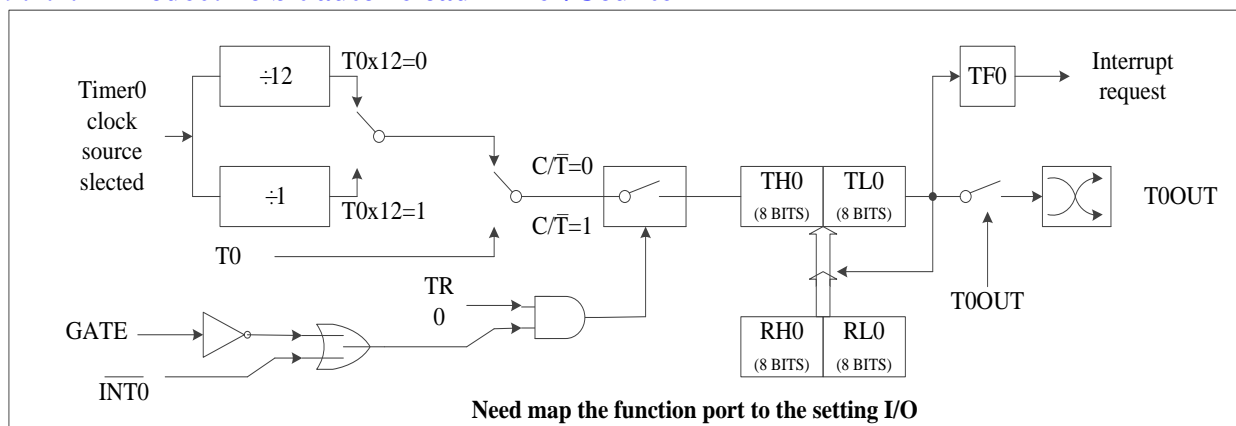 Timer0
clock
source
slected
÷12
T0x12=0
÷1
T0x12=1
T0
C/T̅=0
C/T̅=1
TR
0
GATE
I̅N̅T̅0̅
TH0
(8 BITS)
TL0
(8 BITS)
RH0
(8 BITS)
RL0
(8 BITS)
TF0
Interrupt
request
T0OUT
T0OUT
Need map the function port to the setting I/O